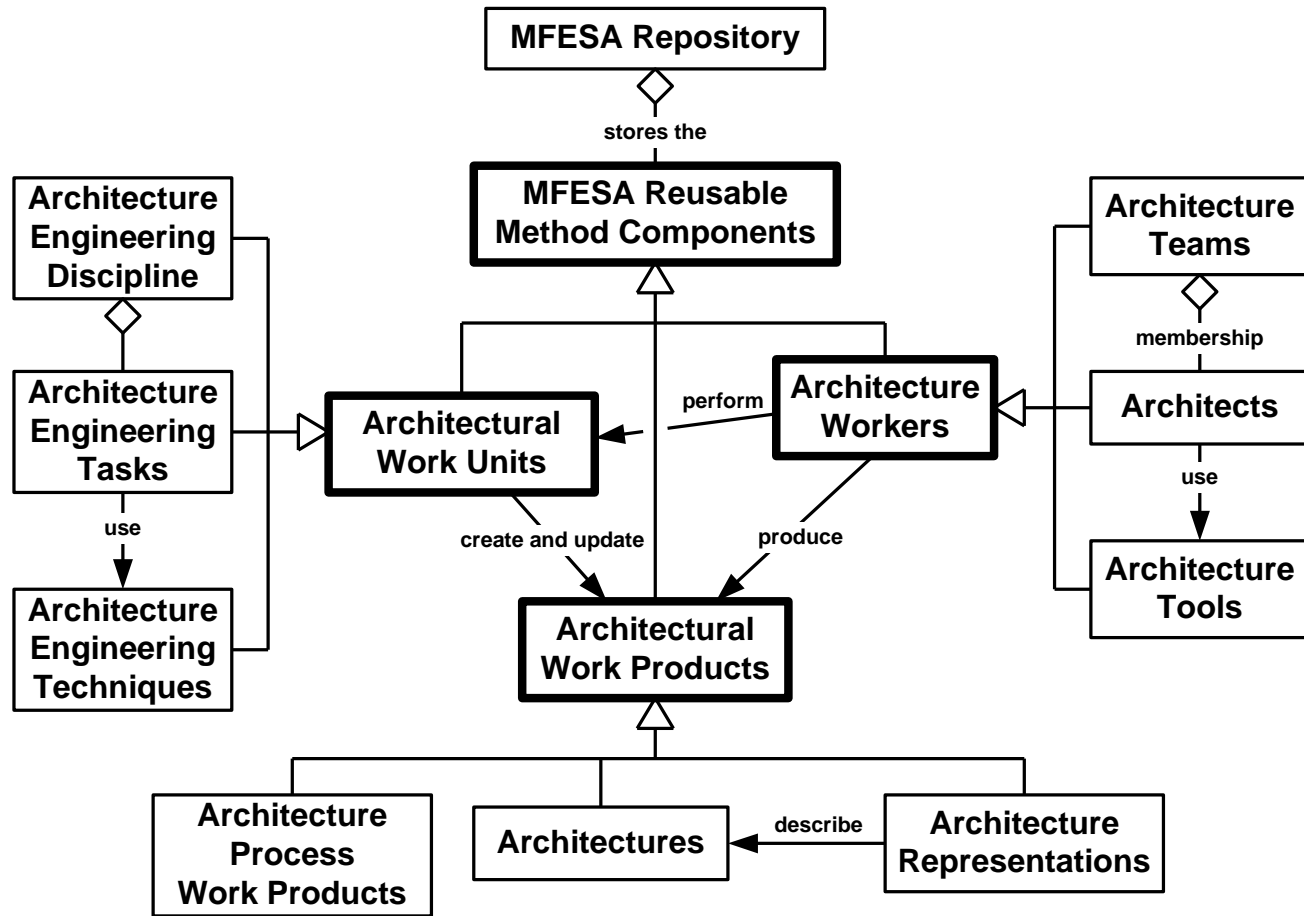 MFESA Repository
stores the
MFESA Reusable
Method Components
Architecture
Engineering
Discipline
Architecture
Teams
membership
Architecture
Engineering
Tasks
Architectural
Work Units
perform
Architecture
Workers
Architects
use
create and update
produce
use
Architecture
Engineering
Techniques
Architectural
Work Products
Architecture
Tools
Architecture
Process
Work Products
Architectures
describe
Architecture
Representations